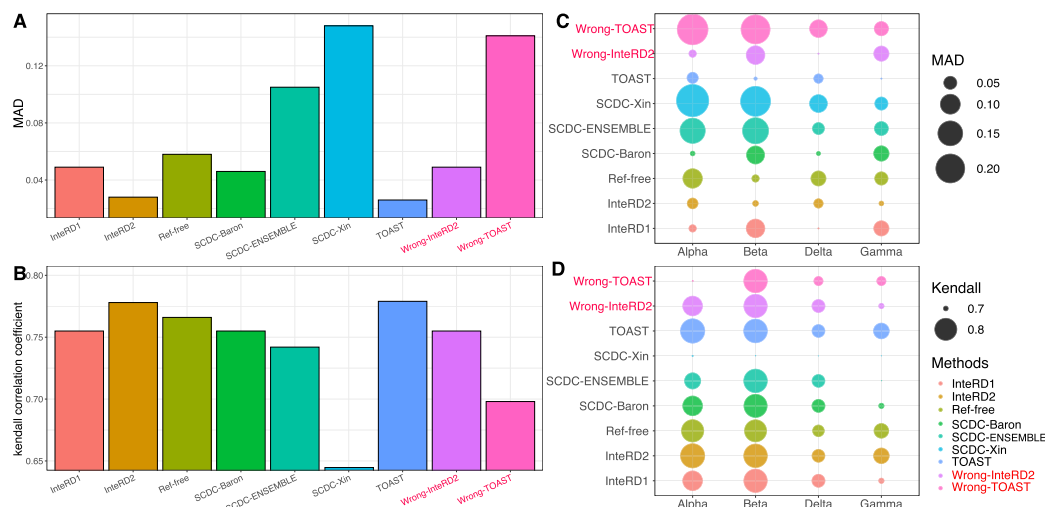 A
MAD
0.12
0.08
0.04
InteRD1
InteRD2
Ref-free
SCDC-Baron
SCDC-ENSEMBLE
SCDC-Xin
TOAST
Wrong-InteRD2
Wrong-TOAST
B
kendall correlation coefficient
0.80
0.75
0.70
0.65
InteRD1
InteRD2
Ref-free
SCDC-Baron
SCDC-ENSEMBLE
SCDC-Xin
TOAST
Wrong-InteRD2
Wrong-TOAST
C
Wrong-TOAST
Wrong-InteRD2
TOAST
SCDC-Xin
SCDC-ENSEMBLE
SCDC-Baron
Ref-free
InteRD2
InteRD1
Alpha Beta Delta Gamma
MAD
0.05
0.10
0.15
0.20
D
Wrong-TOAST
Wrong-InteRD2
TOAST
SCDC-Xin
SCDC-ENSEMBLE
SCDC-Baron
Ref-free
InteRD2
InteRD1
Alpha Beta Delta Gamma
Kendall
0.7
0.8
Methods
InteRD1
InteRD2
Ref-free
SCDC-Baron
SCDC-ENSEMBLE
SCDC-Xin
TOAST
Wrong-InteRD2
Wrong-TOAST